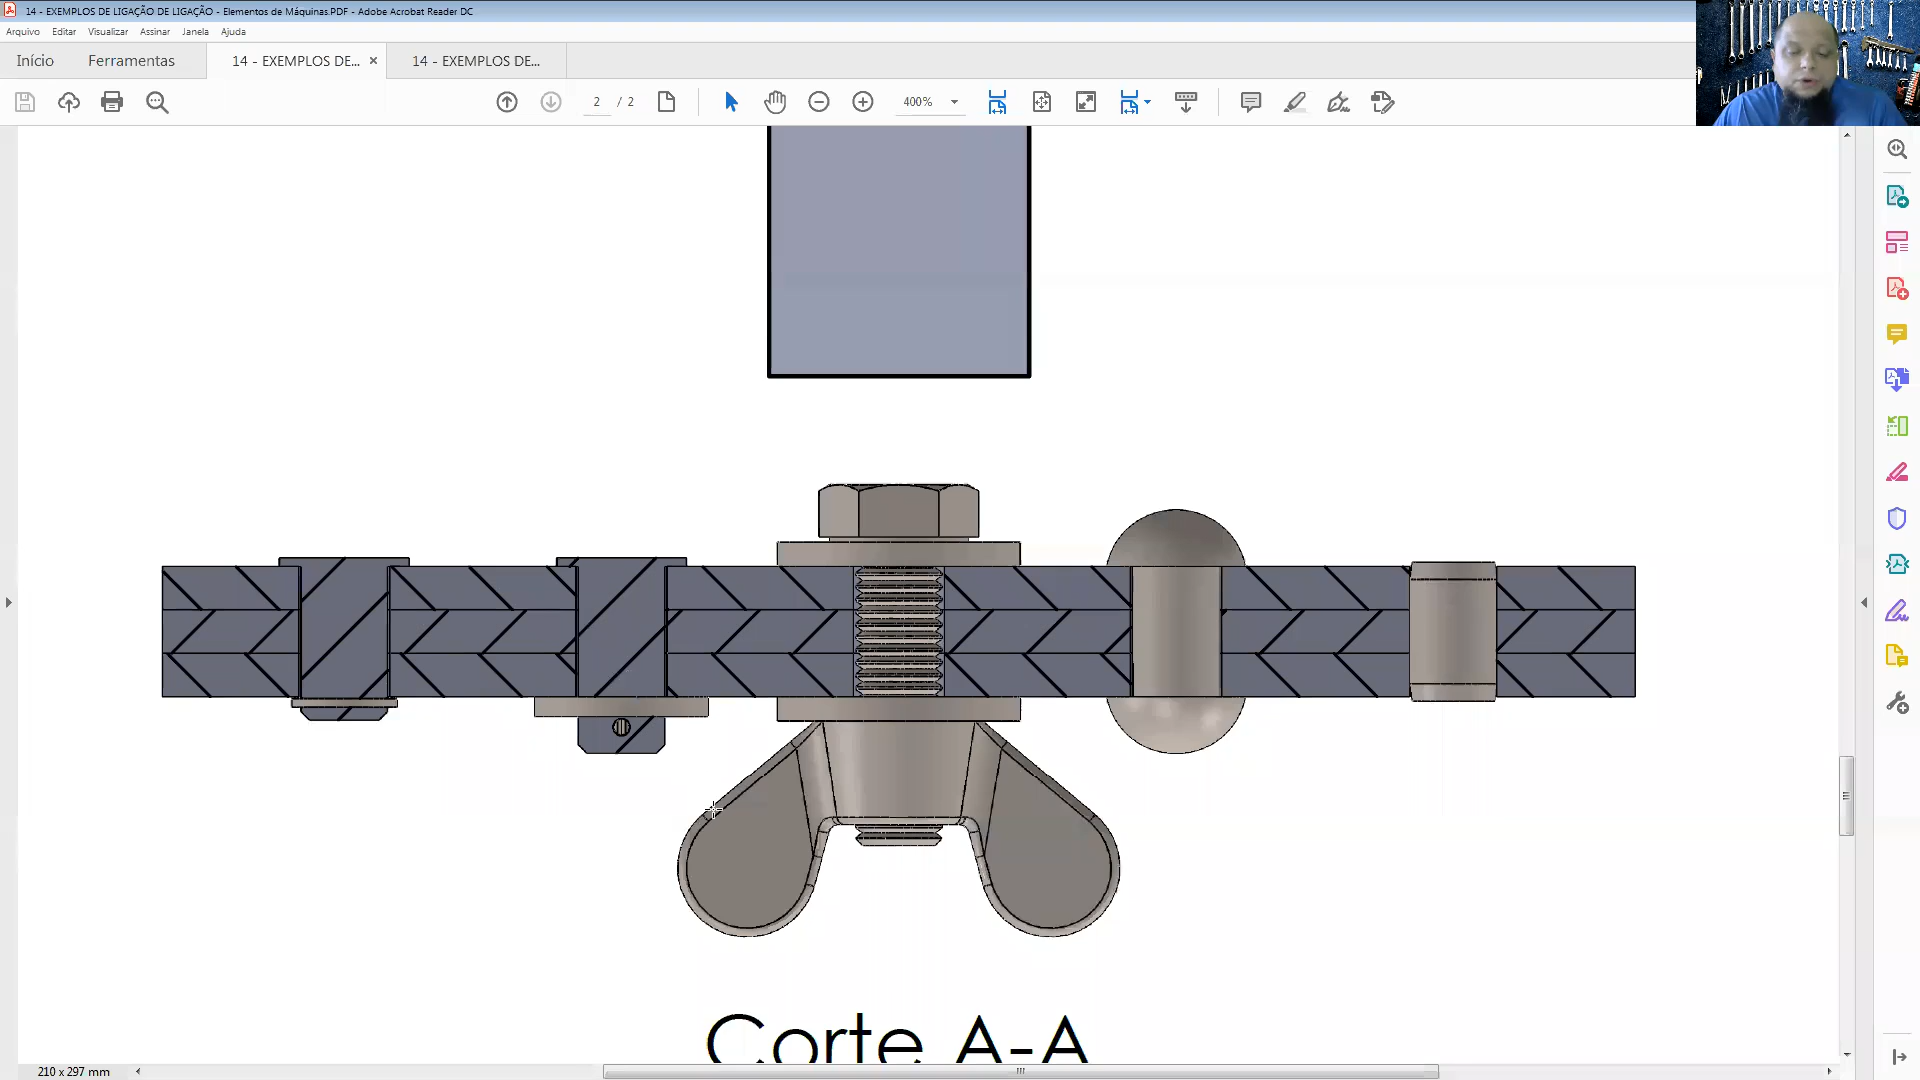 14 - EXEMPLOS DE LIGAÇÃO DE LIGAÇÃO - Elementos de Máquinas.PDF - Adobe Acrobat Reader DC
Arquivo Editar Visualizar Assinar Janela Ajuda
Início Ferramentas 14 - EXEMPLOS DE... × 14 - EXEMPLOS DE...
2 / 2 400%
Corte A-A
210 x 297 mm